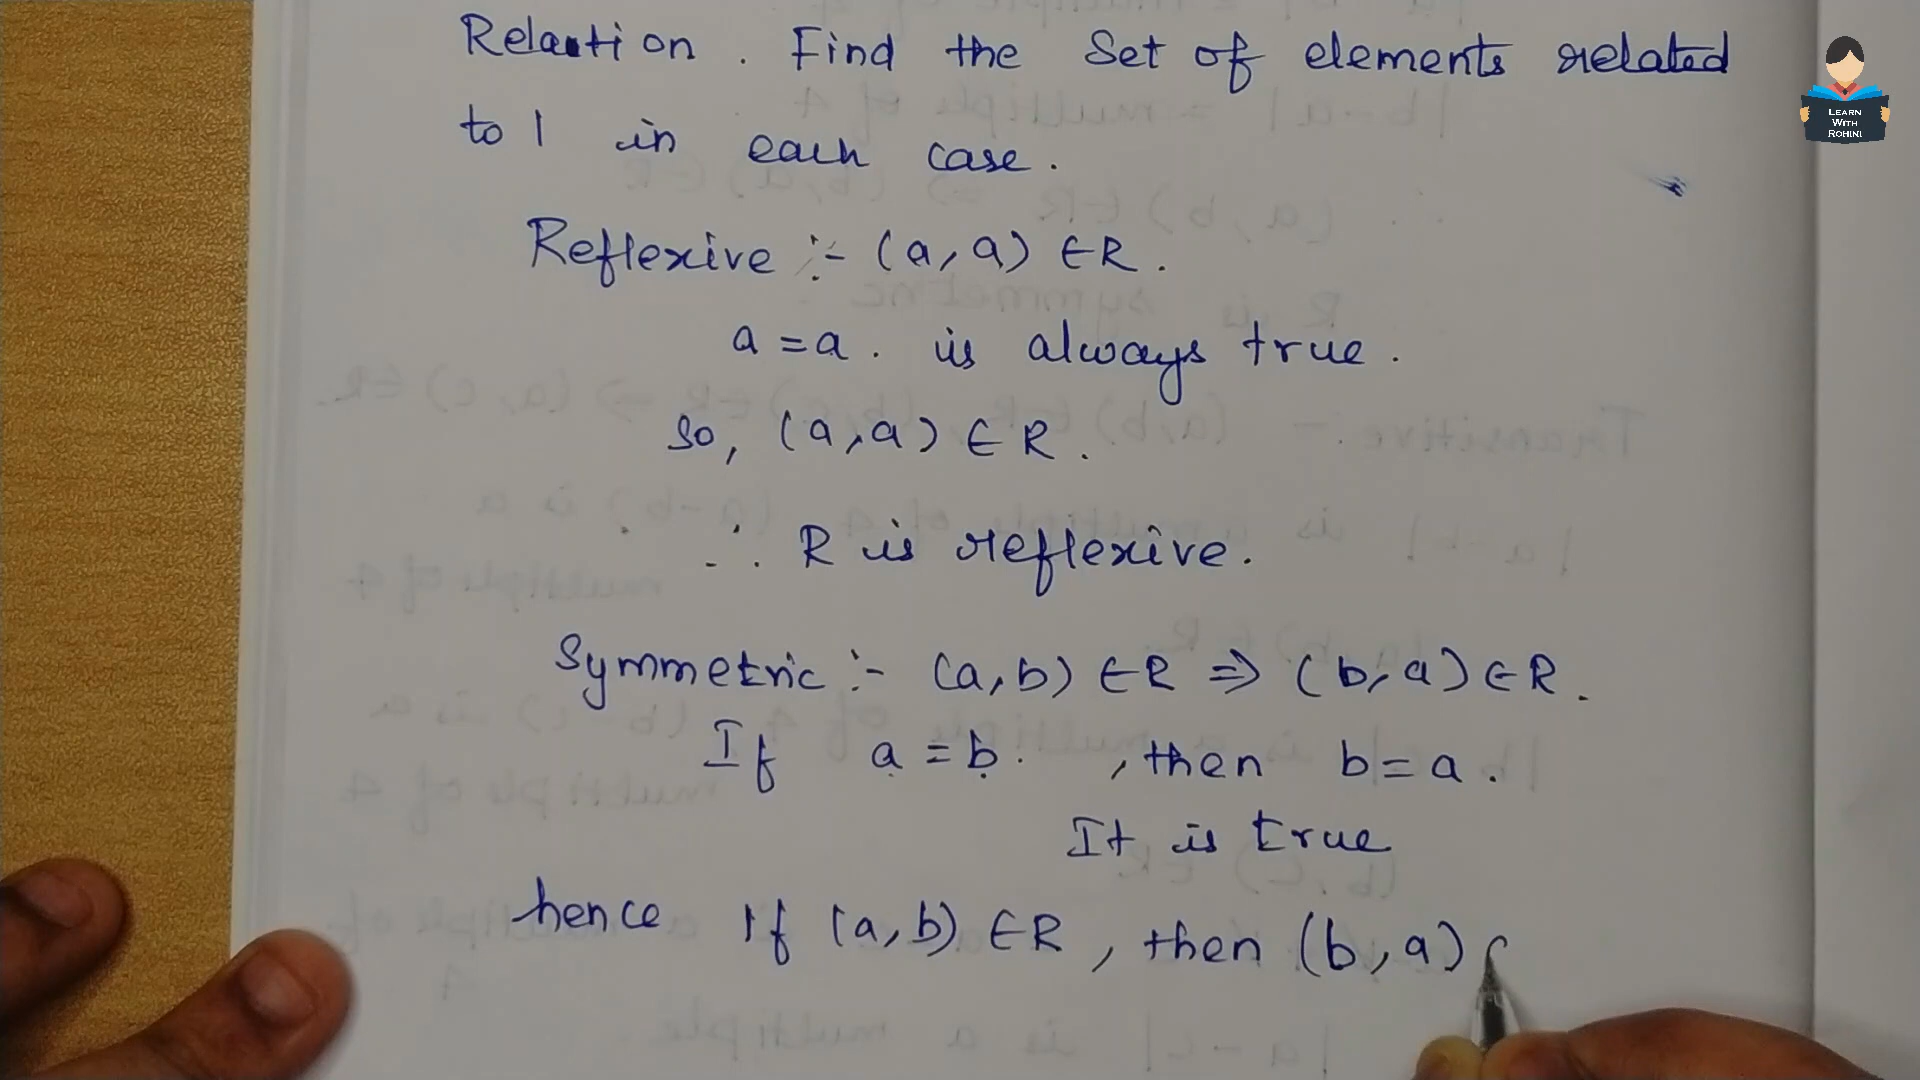 Relation. Find the Set of elements related
to 1 in each case.
Reflexive :- (a, a) ∈ R.
a = a. is always true.
so, (a, a) ∈ R.
∴ R is reflexive.
Symmetric :- (a, b) ∈ R ⇒ (b, a) ∈ R.
If a = b. , then b = a.
It is true
hence If (a, b) ∈ R, then (b, a)
LEARN
WITH
ROHINI